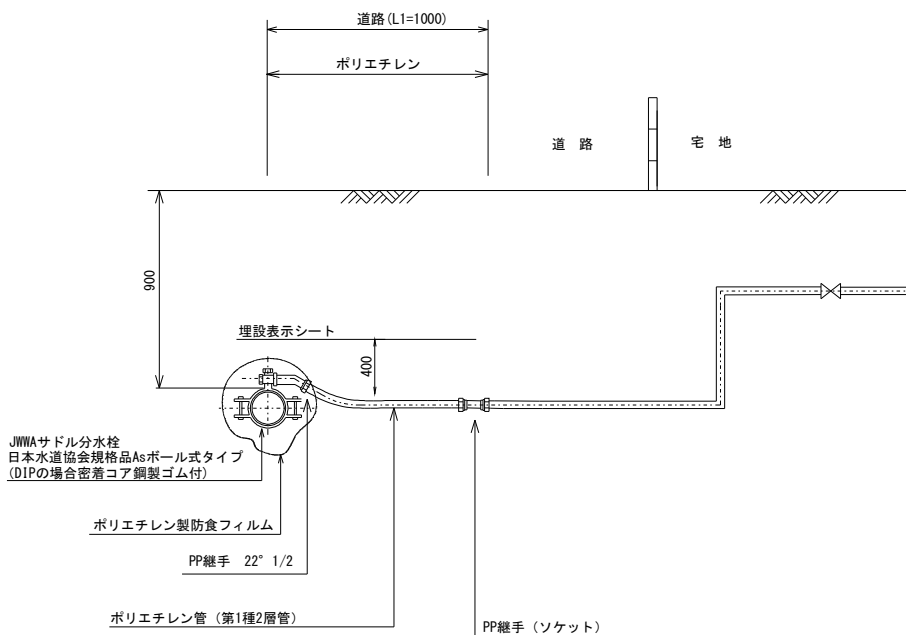 道路(L1=1000)
ポリエチレン
道 路
宅 地
900
埋設表示シート
400
JWWAサドル分水栓
日本水道協会規格品Asボール式タイプ
(DIPの場合密着コア鋼製ゴム付)
ポリエチレン製防食フィルム
PP継手 22° 1/2
ポリエチレン管 (第1種2層管)
PP継手 (ソケット)